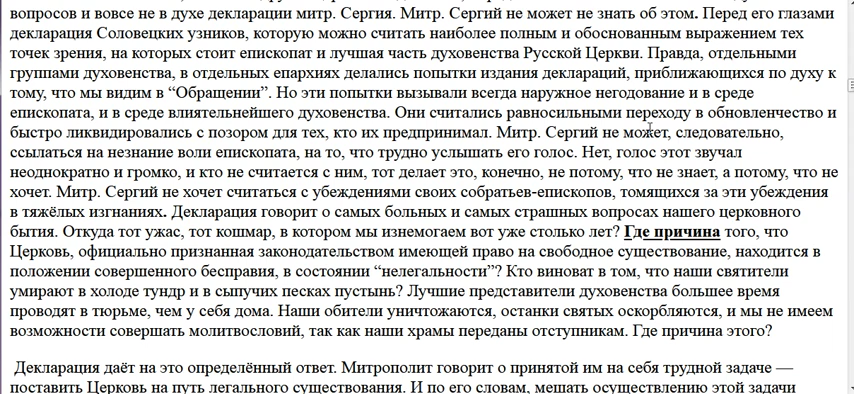 вопросов и вовсе не в духе декларации митр. Сергия. Митр. Сергий не может не знать об этом. Перед его глазами
декларация Соловецких узников, которую можно считать наиболее полным и обоснованным выражением тех
точек зрения, на которых стоит епископат и лучшая часть духовенства Русской Церкви. Правда, отдельными
группами духовенства, в отдельных епархиях делались попытки издания деклараций, приближающихся по духу к
тому, что мы видим в “Обращении”. Но эти попытки вызывали всегда наружное негодование и в среде
епископата, и в среде влиятельнейшего духовенства. Они считались равносильными переходу в обновленчество и
быстро ликвидировались с позором для тех, кто их предпринимал. Митр. Сергий не может, следовательно,
ссылаться на незнание воли епископата, на то, что трудно услышать его голос. Нет, голос этот звучал
неоднократно и громко, и кто не считается с ним, тот делает это, конечно, не потому, что не знает, а потому, что не
хочет. Митр. Сергий не хочет считаться с убеждениями своих собратьев-епископов, томящихся за эти убеждения
в тяжёлых изгнаниях. Декларация говорит о самых больных и самых страшных вопросах нашего церковного
бытия. Откуда тот ужас, тот кошмар, в котором мы изнемогаем вот уже столько лет? Где причина того, что
Церковь, официально признанная законодательством имеющей право на свободное существование, находится в
положении совершенного бесправия, в состоянии “нелегальности”? Кто виноват в том, что наши святители
умирают в холоде тундр и в сыпучих песках пустынь? Лучшие представители духовенства большее время
проводят в тюрьме, чем у себя дома. Наши обители уничтожаются, останки святых оскорбляются, и мы не имеем
возможности совершать молитвословий, так как наши храмы переданы отступникам. Где причина этого?
Декларация даёт на это определённый ответ. Митрополит говорит о принятой им на себя трудной задаче —
поставить Церковь на путь легального существования. И по его словам, мешать осуществлению этой задачи